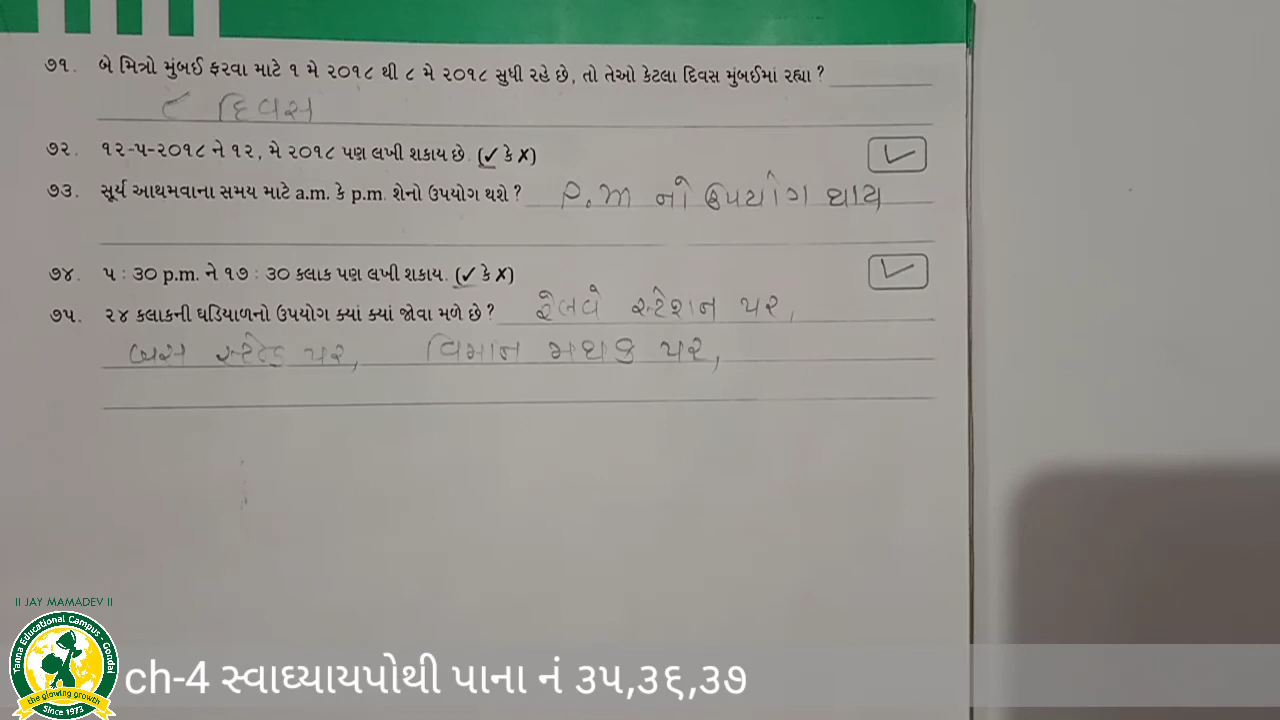 ૭૧. બે મિત્રો મુંબઈ ફરવા માટે ૧ મે ૨૦૧૮ થી ૮ મે ૨૦૧૮ સુધી રહે છે, તો તેઓ કેટલા દિવસ મુંબઈમાં રહ્યા ?
૮ દિવસ
૭૨. ૧૨-૫-૨૦૧૮ ને ૧૨, મે ૨૦૧૮ પણ લખી શકાય છે. (✓ કે ✗) ✓
૭૩. સૂર્ય આથમવાના સમય માટે a.m. કે p.m. શેનો ઉપયોગ થશે ? P.m નો ઉપયોગ થાય
૭૪. ૫ : ૩૦ p.m. ને ૧૭ : ૩૦ કલાક પણ લખી શકાય. (✓ કે ✗) ✓
૭૫. ૨૪ કલાકની ઘડિયાળનો ઉપયોગ ક્યાં ક્યાં જોવા મળે છે ? રેલવે સ્ટેશન પર,
બસ સ્ટેન્ડ પર, વિમાન મથક પર,
II JAY MAMADEV II
Taana Educational Campus - Gondal
the glowing growth
Since 1973
ch-4 સ્વાઘ્યાયપોથી પાના નં ૩૫,૩૬,૩૭